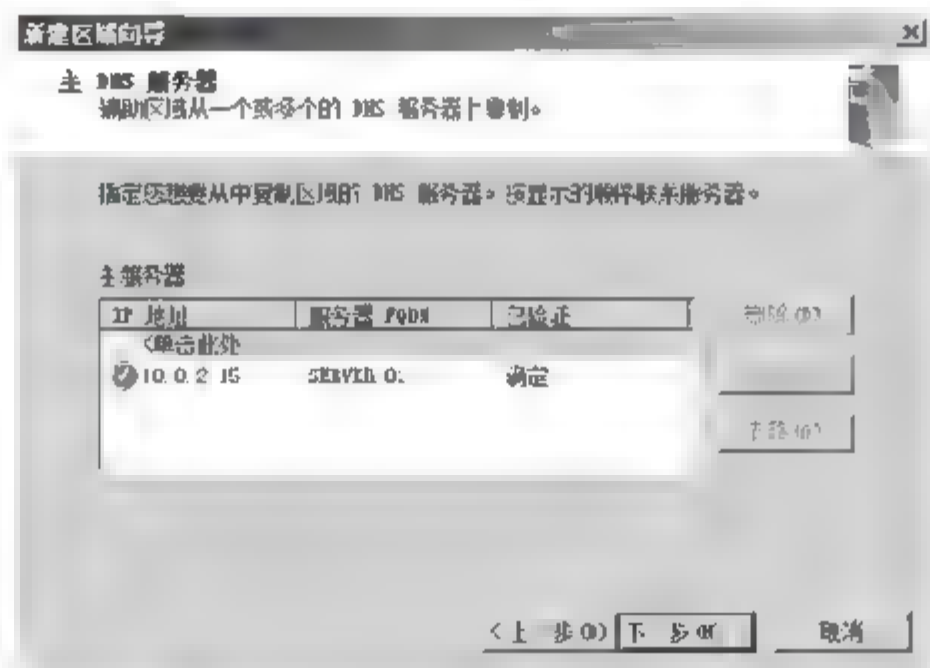 新建区域向导
主 DNS 服务器
辅助区域从一个或多个的 DNS 服务器上复制。
指定您想要从中复制区域的 DNS 服务器。按显示的顺序联系服务器。
主服务器
IP 地址 服务器 FQDN 已验证
<单击此处
10.0.2.15 SERVER 01 确定
删除(D)
<上一步(B) 下一步(N) 取消